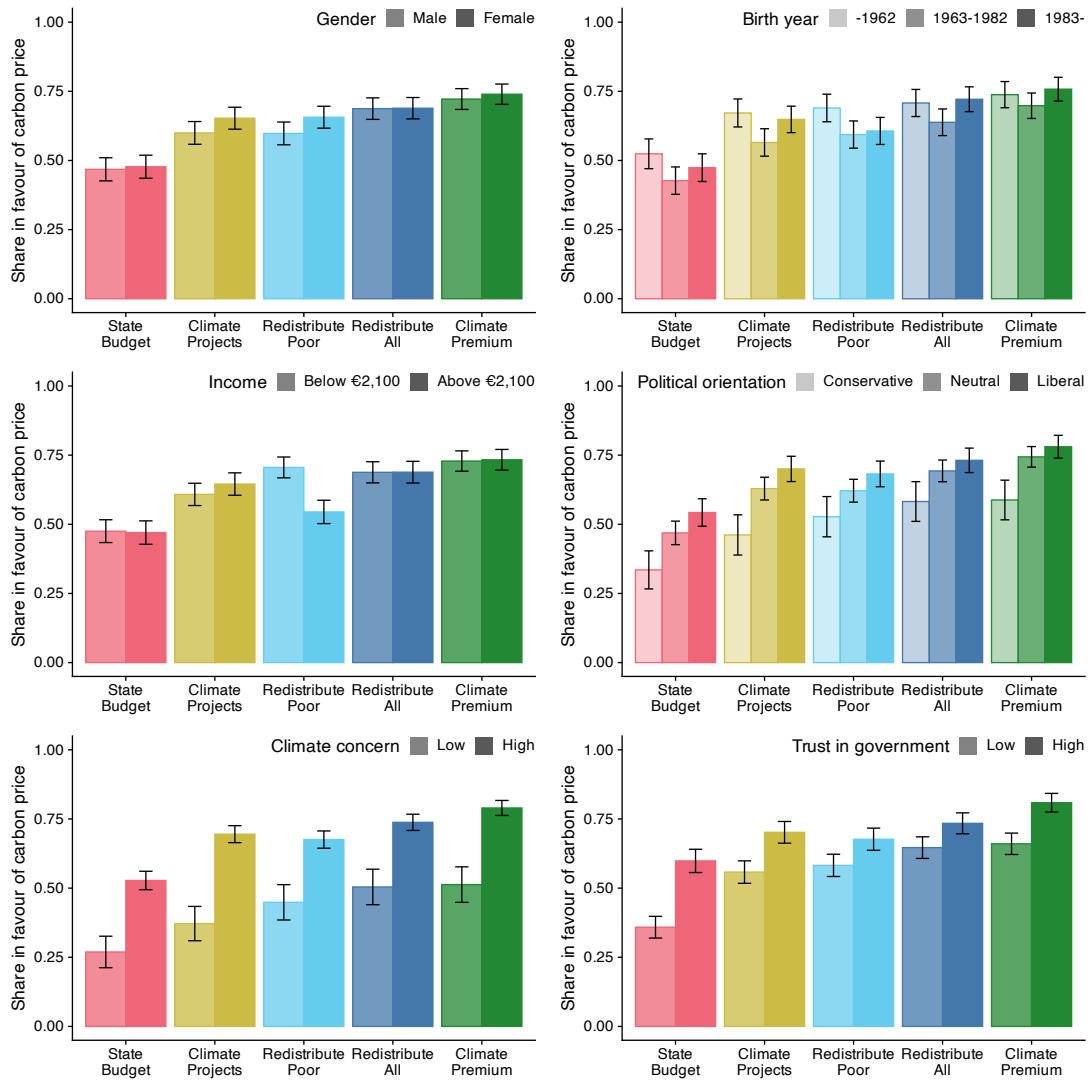 Gender Male Female
Share in favour of carbon price
1.00
0.75
0.50
0.25
0.00
State Budget
Climate Projects
Redistribute Poor
Redistribute All
Climate Premium
Birth year -1962 1963-1982 1983-
Share in favour of carbon price
1.00
0.75
0.50
0.25
0.00
State Budget
Climate Projects
Redistribute Poor
Redistribute All
Climate Premium
Income Below €2,100 Above €2,100
Share in favour of carbon price
1.00
0.75
0.50
0.25
0.00
State Budget
Climate Projects
Redistribute Poor
Redistribute All
Climate Premium
Political orientation Conservative Neutral Liberal
Share in favour of carbon price
1.00
0.75
0.50
0.25
0.00
State Budget
Climate Projects
Redistribute Poor
Redistribute All
Climate Premium
Climate concern Low High
Share in favour of carbon price
1.00
0.75
0.50
0.25
0.00
State Budget
Climate Projects
Redistribute Poor
Redistribute All
Climate Premium
Trust in government Low High
Share in favour of carbon price
1.00
0.75
0.50
0.25
0.00
State Budget
Climate Projects
Redistribute Poor
Redistribute All
Climate Premium